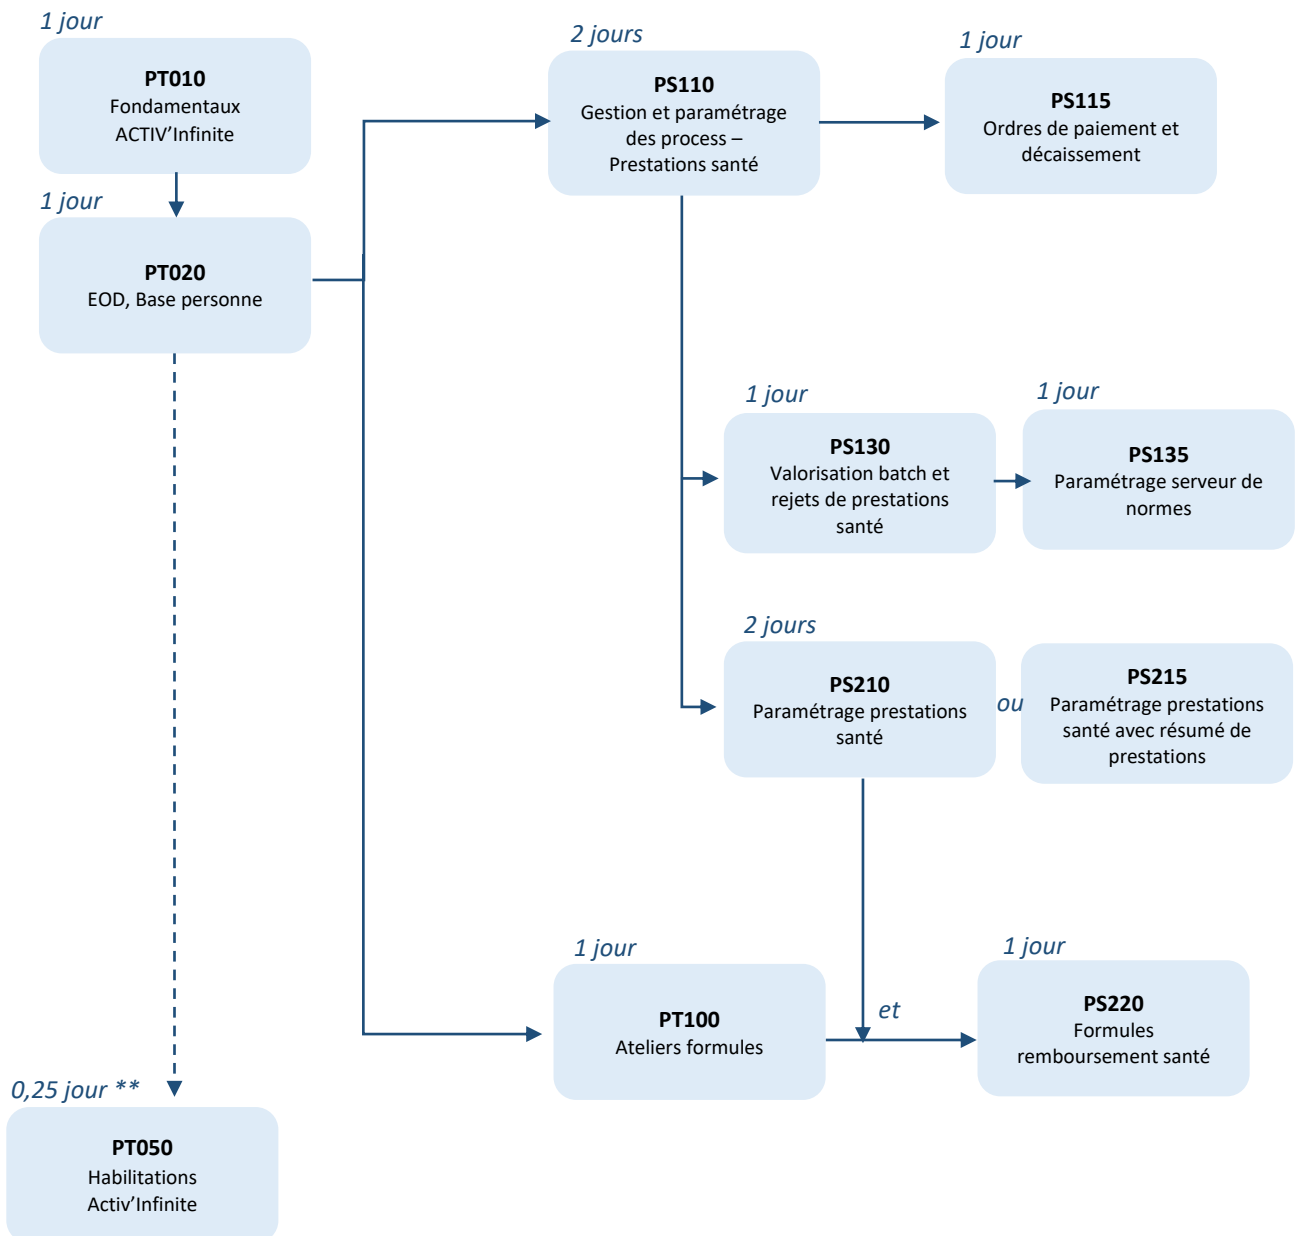 1 jour
PT010
Fondamentaux
ACTIV’Infinite
1 jour
PT020
EOD, Base personne
2 jours
PS110
Gestion et paramétrage
des process –
Prestations santé
1 jour
PS115
Ordres de paiement et
décaissement
1 jour
PS130
Valorisation batch et
rejets de prestations
santé
1 jour
PS135
Paramétrage serveur de
normes
2 jours
PS210
Paramétrage prestations
santé
ou
PS215
Paramétrage prestations
santé avec résumé de
prestations
1 jour
PT100
Ateliers formules
et
1 jour
PS220
Formules
remboursement santé
0,25 jour **
PT050
Habilitations
Activ’Infinite